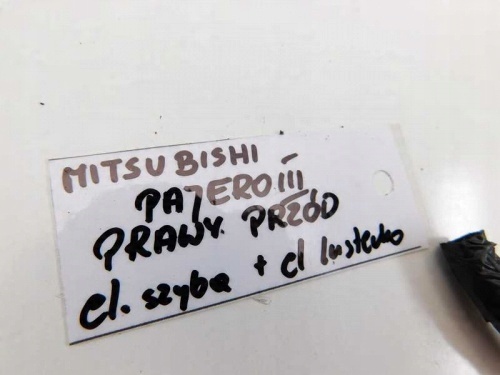 MITSUBISHI
PAJERO III
PRAWY PRZÓD
el. szyba + el lusterko